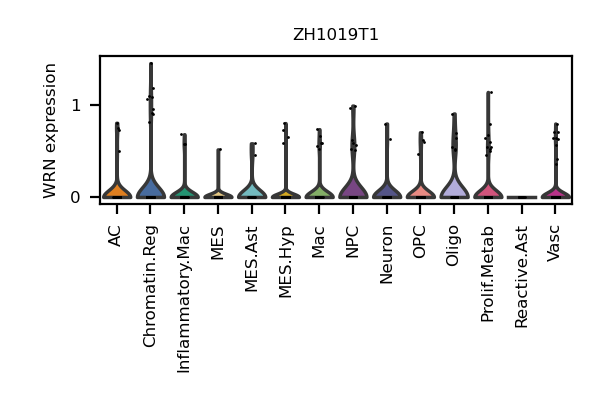 ZH1019T1
WRN expression
1
0
AC
Chromatin.Reg
Inflammatory.Mac
MES
MES.Ast
MES.Hyp
Mac
NPC
Neuron
OPC
Oligo
Prolif.Metab
Reactive.Ast
Vasc